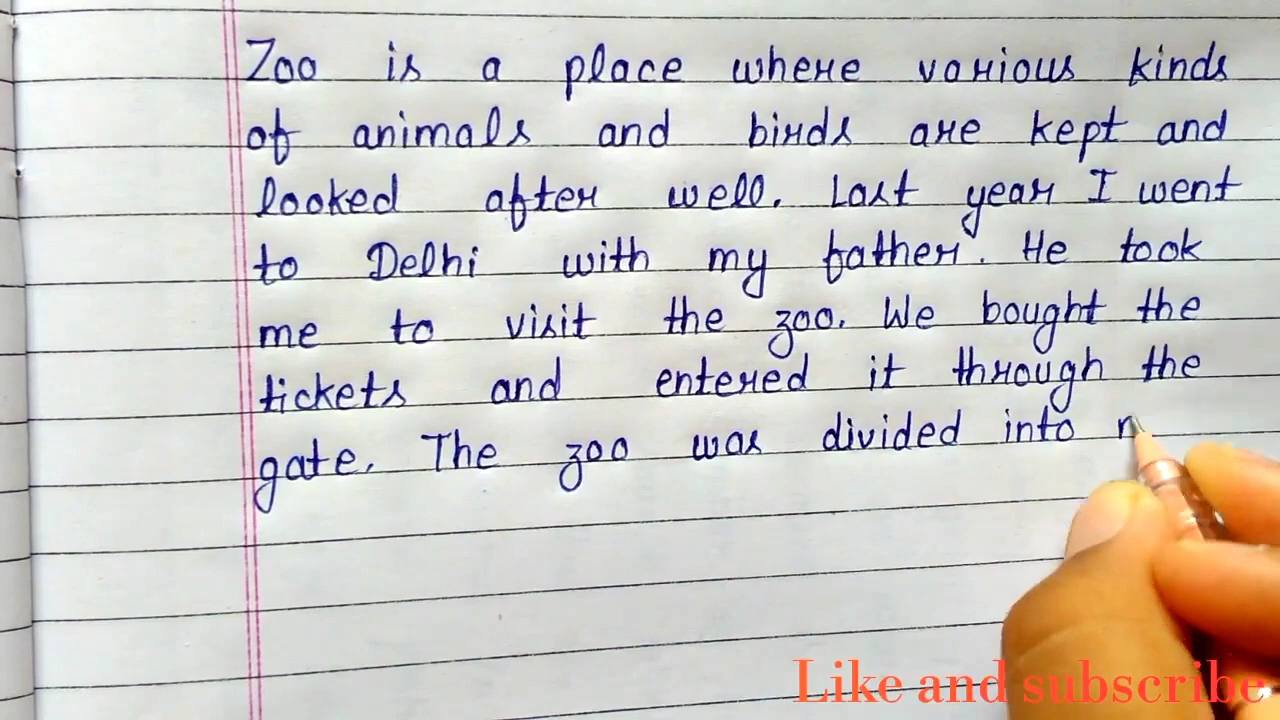 Zoo is a place where various kinds
of animals and birds are kept and
looked after well. Last year I went
to Delhi with my father. He took
me to visit the zoo. We bought the
tickets and entered it through the
gate. The zoo was divided into
Like and subscribe